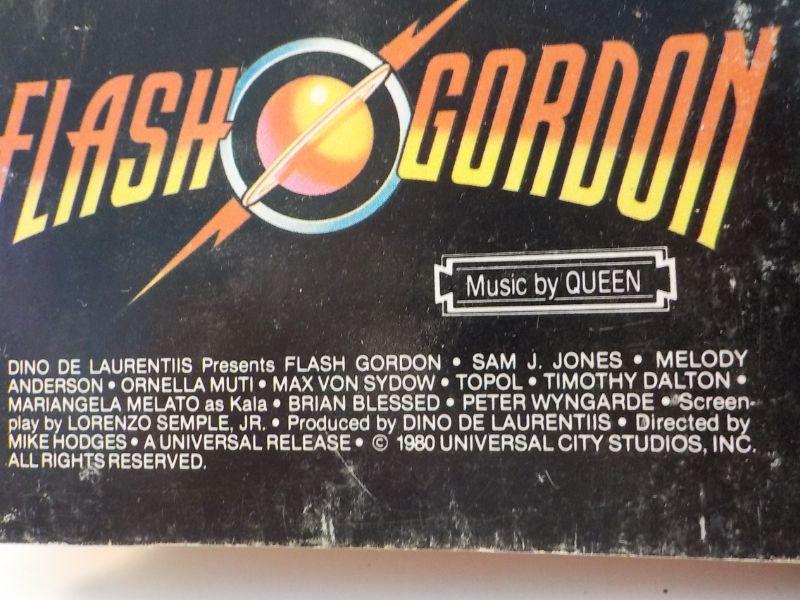 FLASH GORDON
Music by QUEEN
DINO DE LAURENTIIS Presents FLASH GORDON • SAM J. JONES • MELODY
ANDERSON • ORNELLA MUTI • MAX VON SYDOW • TOPOL • TIMOTHY DALTON •
MARIANGELA MELATO as Kala • BRIAN BLESSED • PETER WYNGARDE • Screen-
play by LORENZO SEMPLE, JR. • Produced by DINO DE LAURENTIIS • Directed by
MIKE HODGES • A UNIVERSAL RELEASE • © 1980 UNIVERSAL CITY STUDIOS, INC.
ALL RIGHTS RESERVED.